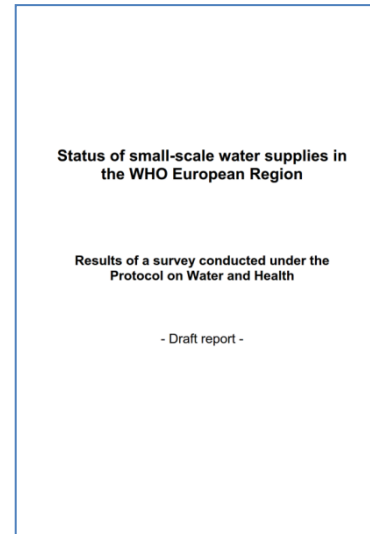 Status of small-scale water supplies in
the WHO European Region
Results of a survey conducted under the
Protocol on Water and Health
- Draft report -